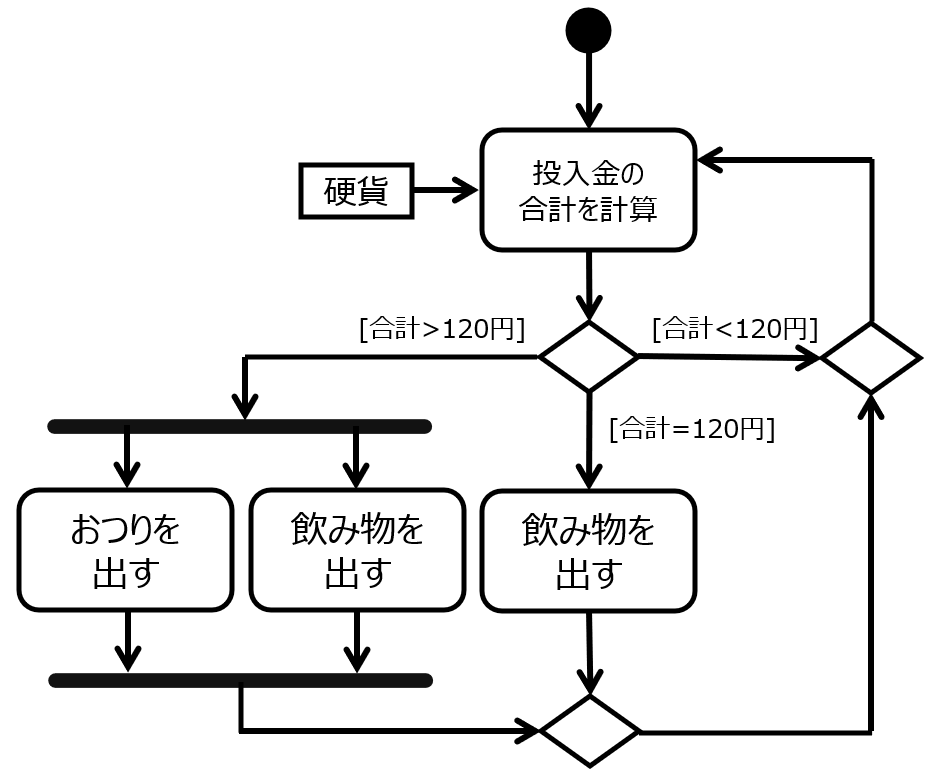 硬貨
投入金の
合計を計算
[合計>120円]
[合計<120円]
[合計=120円]
おつりを
出す
飲み物を
出す
飲み物を
出す